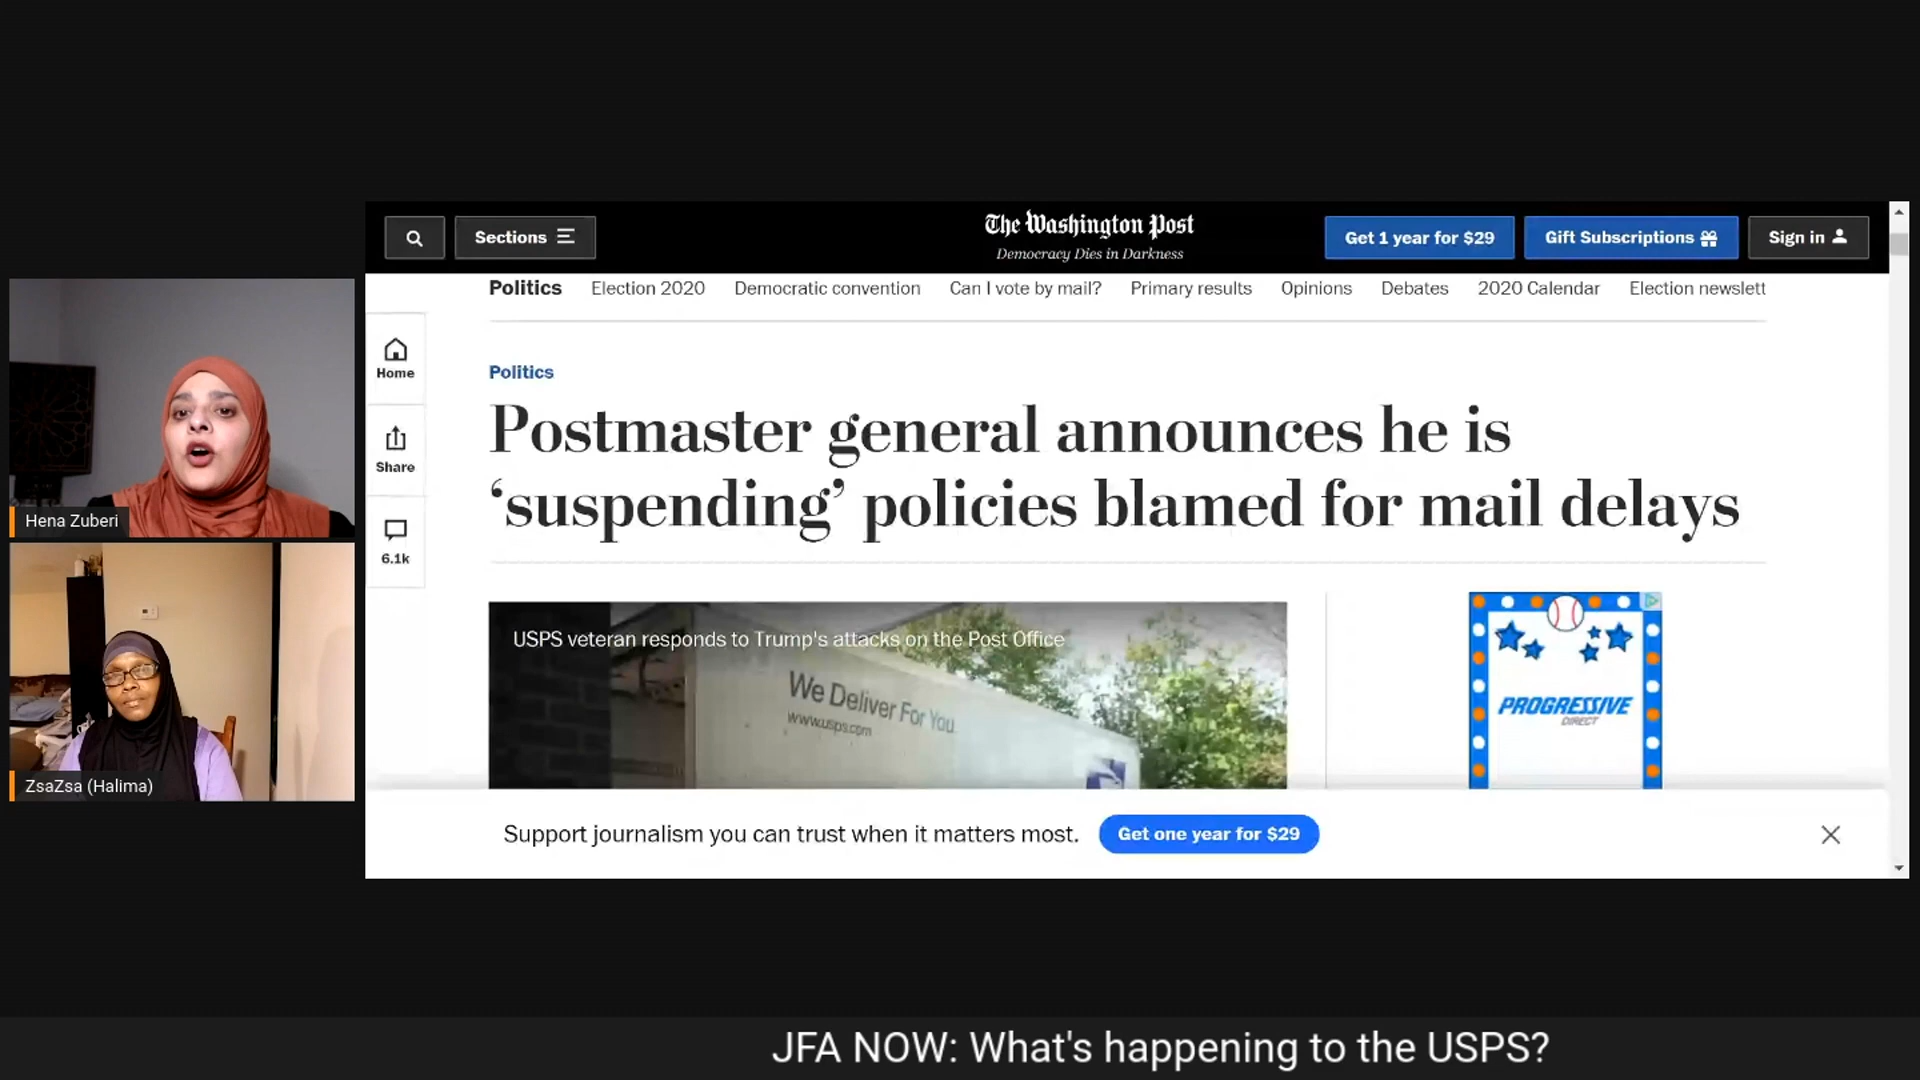 Sections
The Washington Post
Democracy Dies in Darkness
Get 1 year for $29
Gift Subscriptions
Sign in
Politics
Election 2020
Democratic convention
Can I vote by mail?
Primary results
Opinions
Debates
2020 Calendar
Election newslett
Home
Share
6.1k
Politics
Postmaster general announces he is
‘suspending’ policies blamed for mail delays
USPS veteran responds to Trump's attacks on the Post Office
We Deliver For You
www.usps.com
PROGRESSIVE
DIRECT
Support journalism you can trust when it matters most.
Get one year for $29
Hena Zuberi
ZsaZsa (Halima)
JFA NOW: What's happening to the USPS?